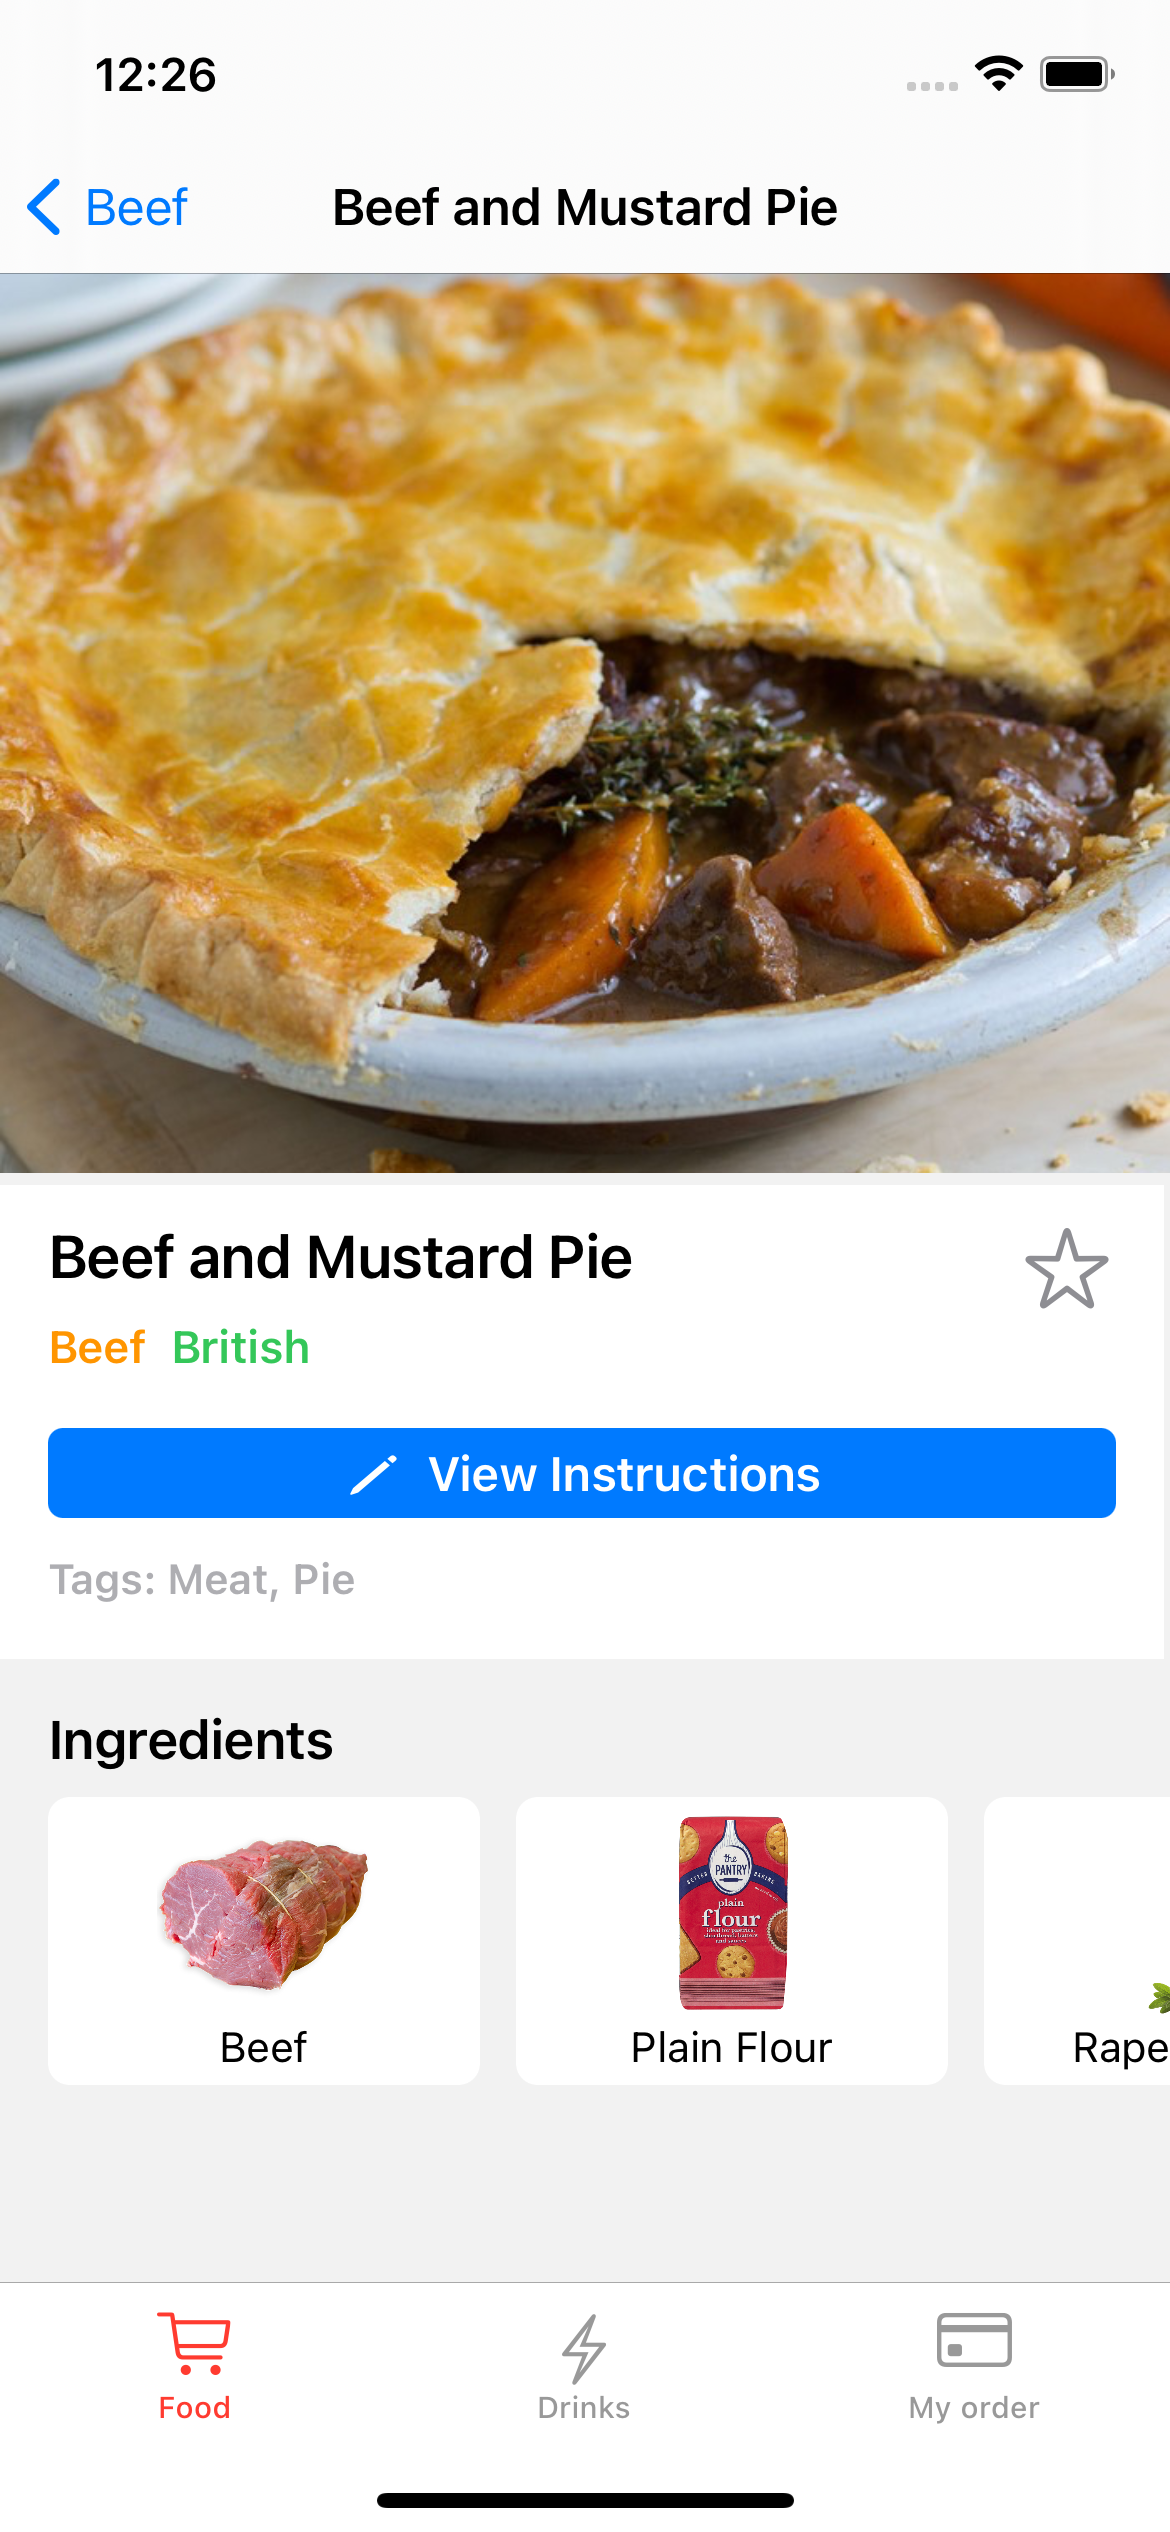 12:26
Beef
Beef and Mustard Pie
Beef and Mustard Pie
Beef British
View Instructions
Tags: Meat, Pie
Ingredients
the
PANTRY
plain
flour
Beef
Plain Flour
Rape
Food
Drinks
My order